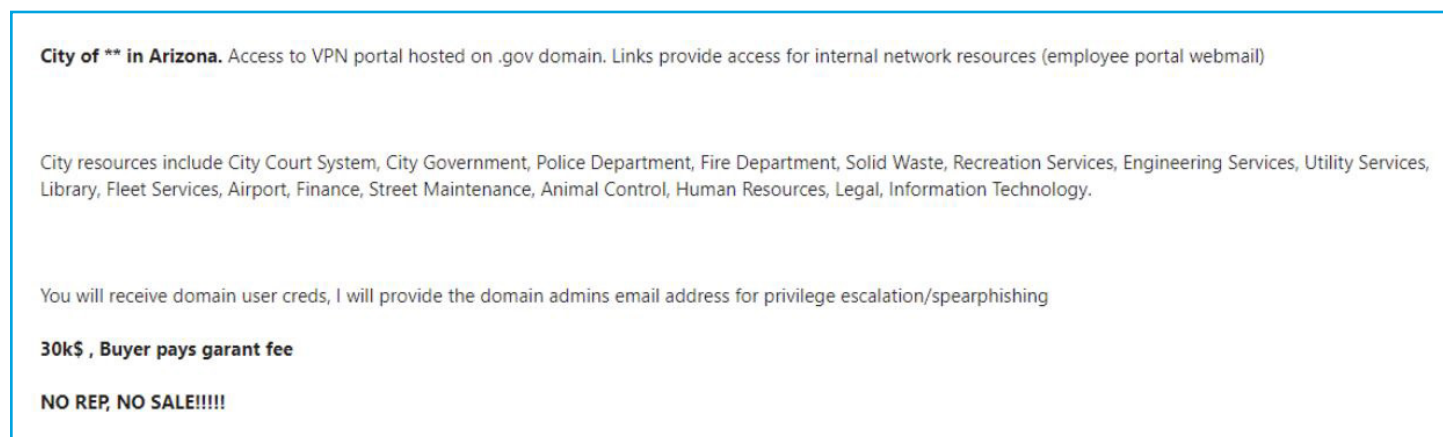 City of ** in Arizona. Access to VPN portal hosted on .gov domain. Links provide access for internal network resources (employee portal webmail)
City resources include City Court System, City Government, Police Department, Fire Department, Solid Waste, Recreation Services, Engineering Services, Utility Services,
Library, Fleet Services, Airport, Finance, Street Maintenance, Animal Control, Human Resources, Legal, Information Technology.
You will receive domain user creds, I will provide the domain admins email address for privilege escalation/spearphishing
30k$ , Buyer pays garant fee
NO REP, NO SALE!!!!!